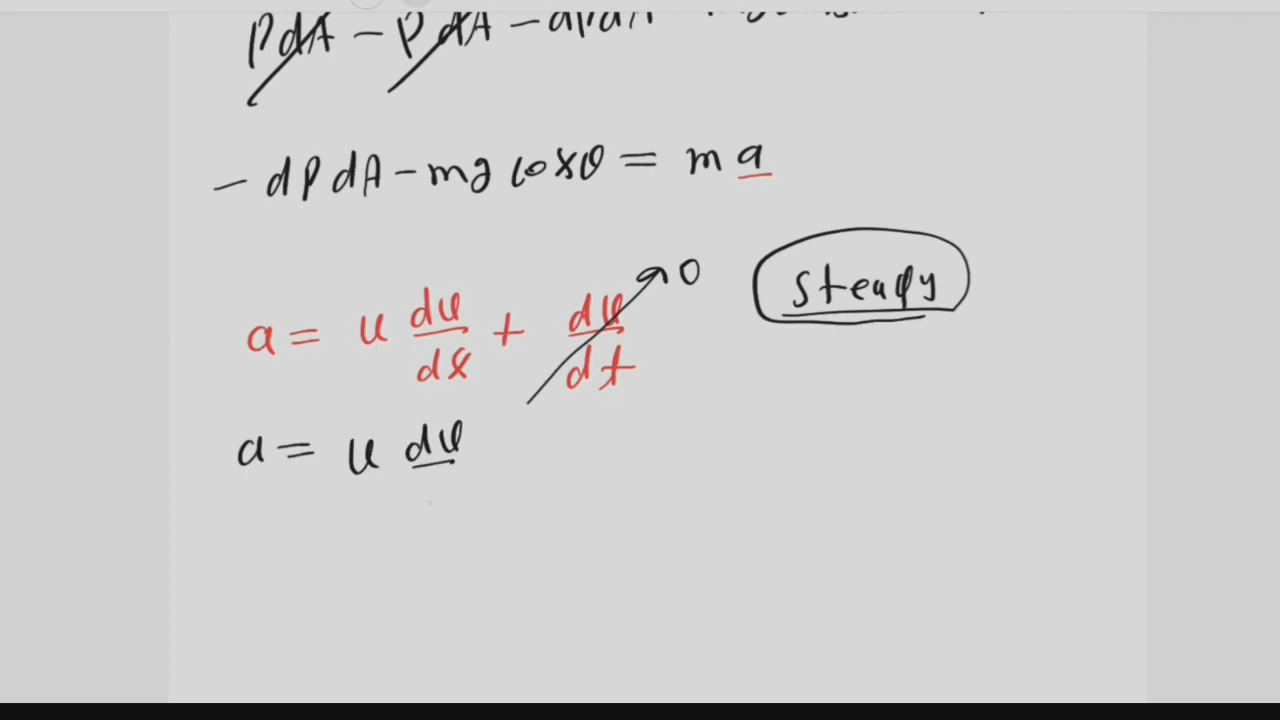 PdA - PdA - dPdA
- dPdA - mg cosθ = m a
a = u du/dx + du/dt → 0 steady
a = u du